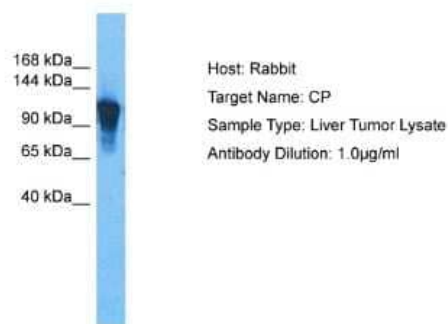 168 kDa__
144 kDa__
90 kDa__
65 kDa__
40 kDa__
Host: Rabbit
Target Name: CP
Sample Type: Liver Tumor Lysate
Antibody Dilution: 1.0µg/ml